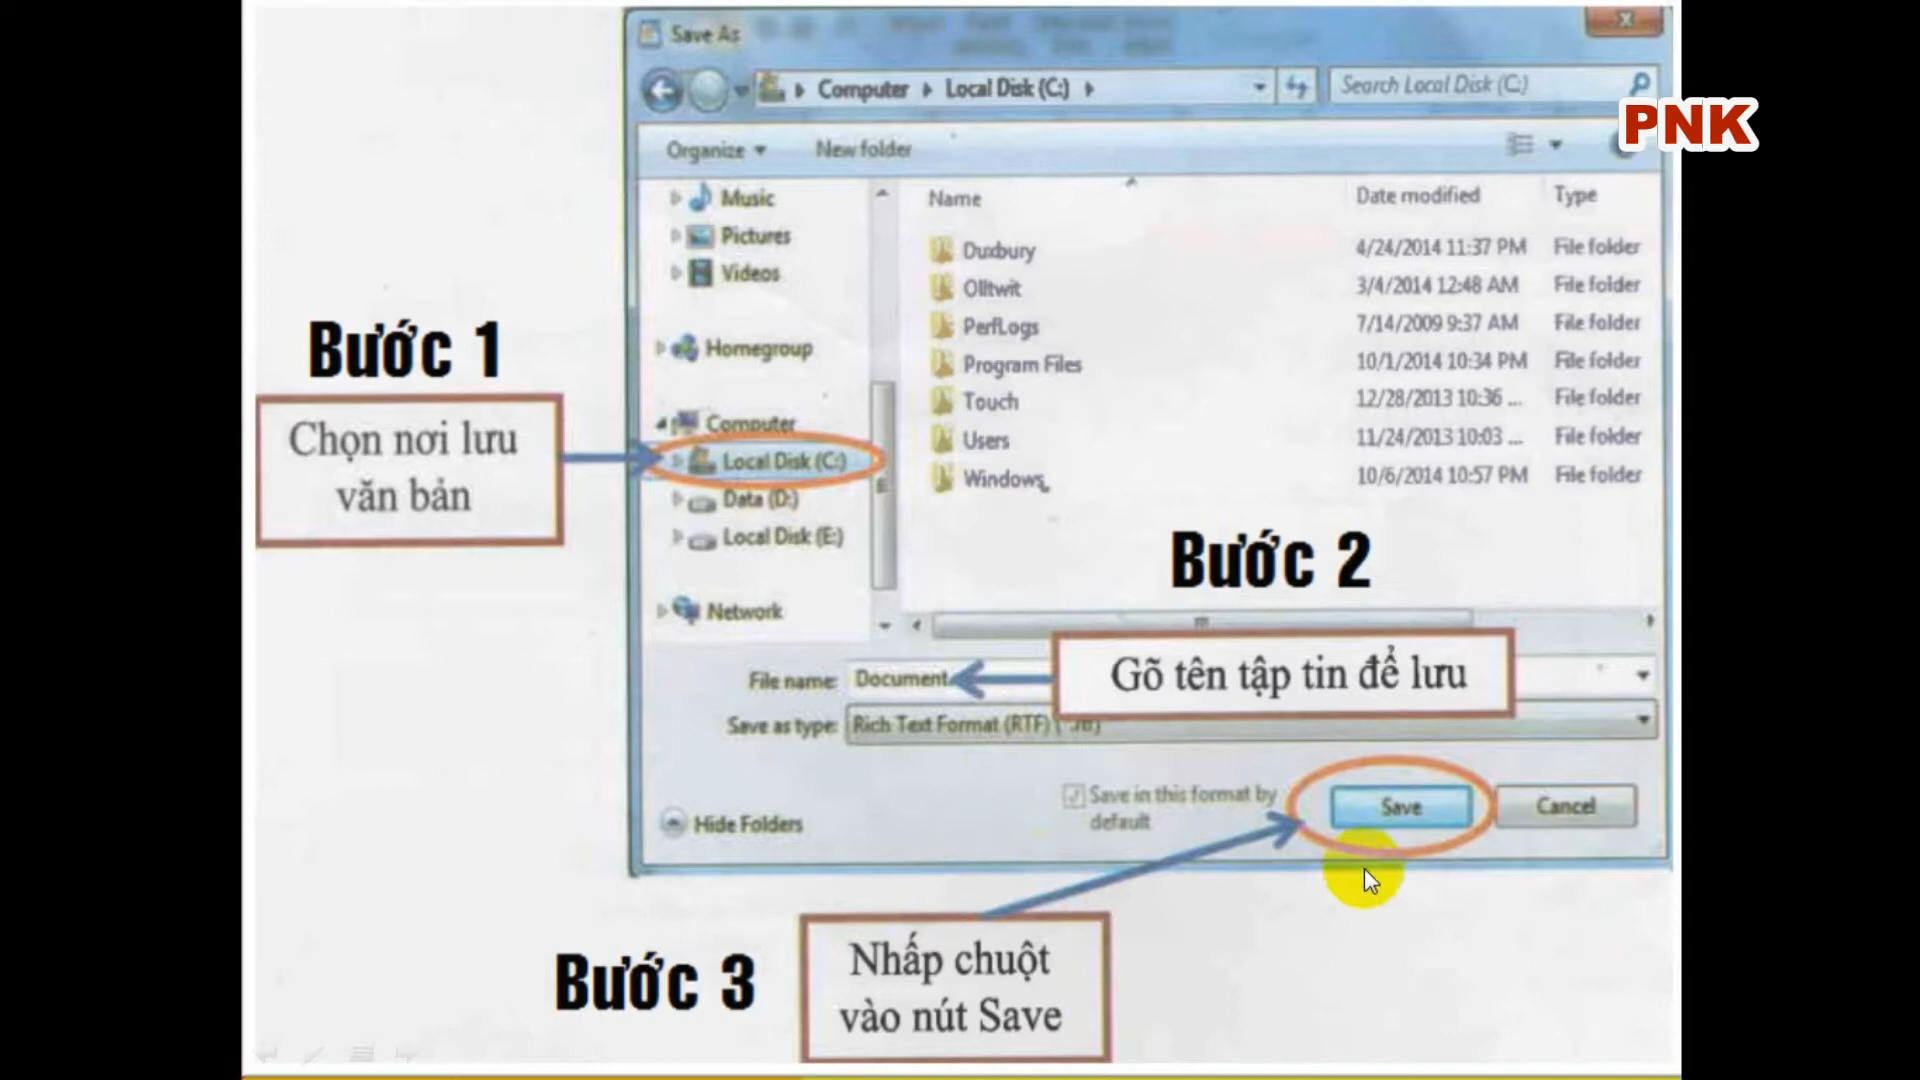 Save As
Computer Local Disk (C:)
Search Local Disk (C:)
PNK
Organize
New folder
Music
Pictures
Videos
Homegroup
Computer
Local Disk (C:)
Data (D:)
Local Disk (E:)
Network
Name Date modified Type
Duxbury 4/24/2014 11:37 PM File folder
Olltwit 3/4/2014 12:48 AM File folder
PerfLogs 7/14/2009 9:37 AM File folder
Program Files 10/1/2014 10:34 PM File folder
Touch 12/28/2013 10:36 ... File folder
Users 11/24/2013 10:03 ... File folder
Windows 10/6/2014 10:57 PM File folder
Bước 1
Chọn nơi lưu
văn bản
Bước 2
Gõ tên tập tin để lưu
File name: Document
Save as type: Rich Text Format (RTF)
Save in this format by
default
Save
Cancel
Hide Folders
Bước 3
Nhấp chuột
vào nút Save